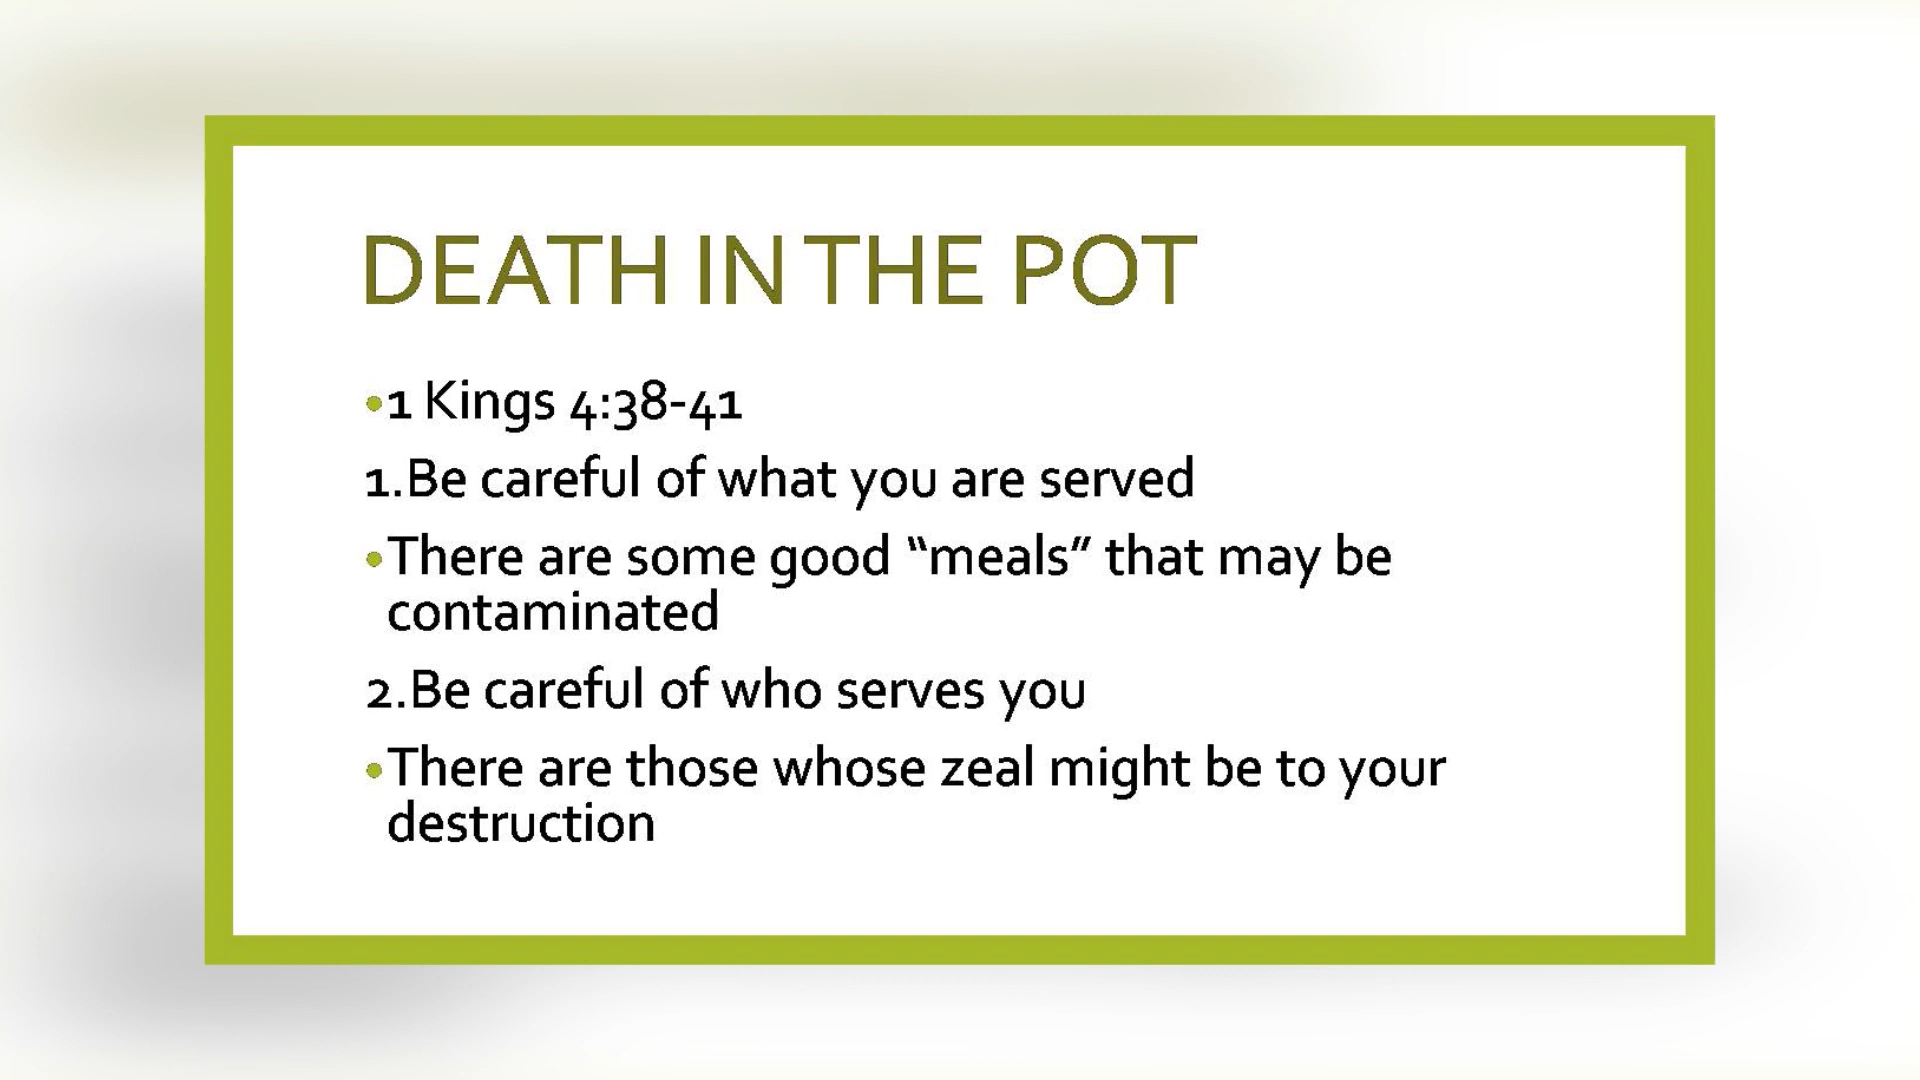 DEATH IN THE POT
•1 Kings 4:38-41
1.Be careful of what you are served
•There are some good “meals” that may be
contaminated
2.Be careful of who serves you
•There are those whose zeal might be to your
destruction